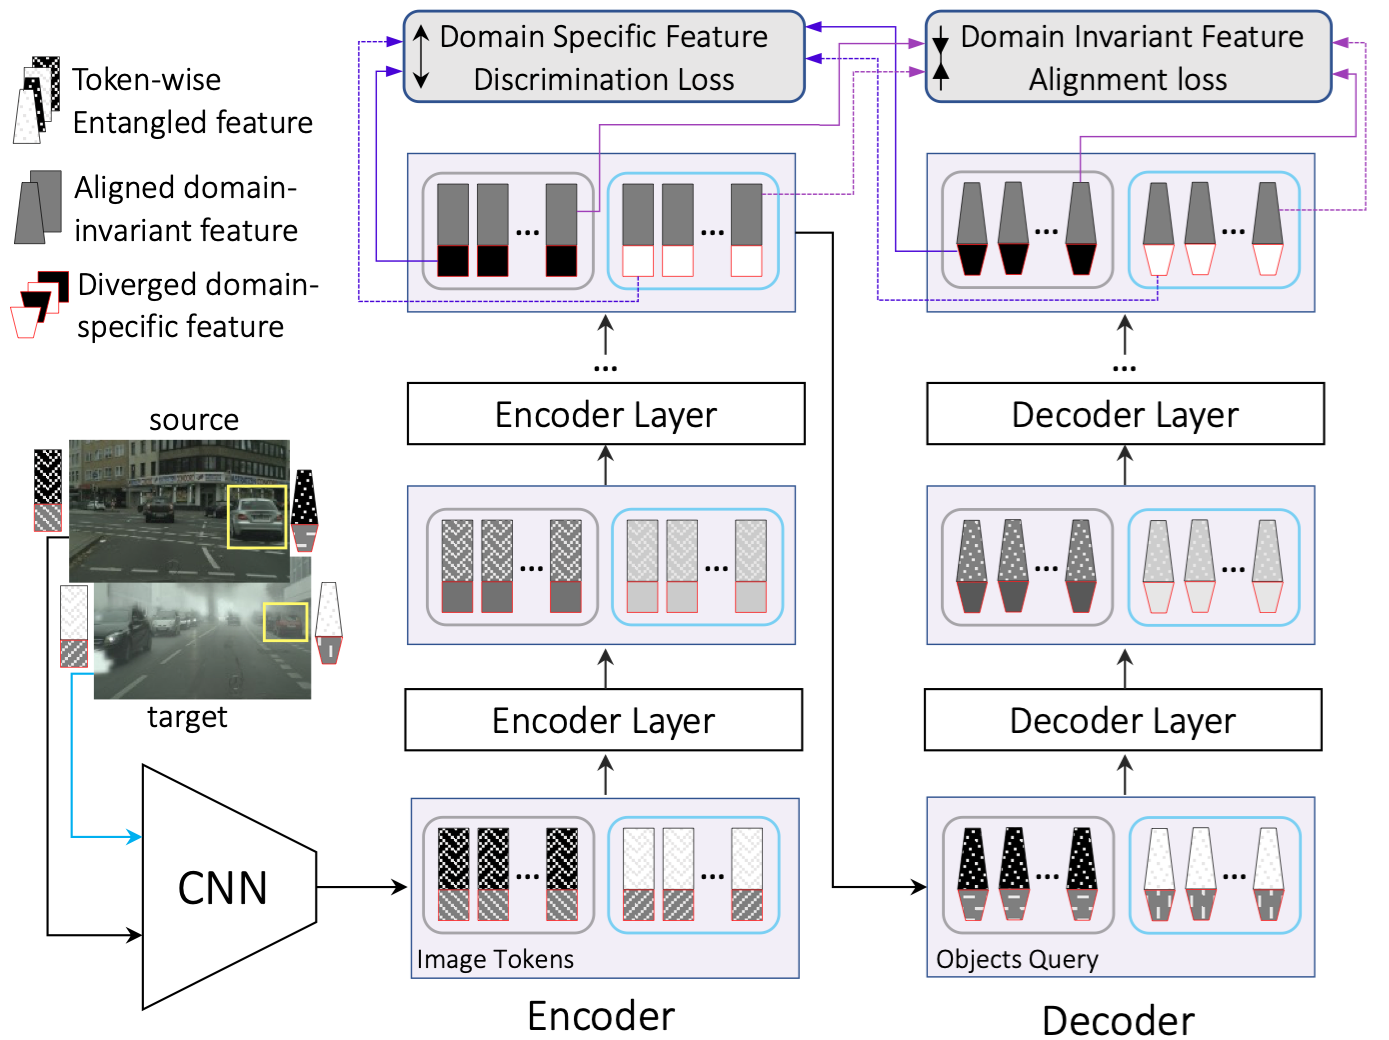 Domain Specific Feature
Discrimination Loss
Domain Invariant Feature
Alignment loss
Token-wise
Entangled feature
Aligned domain-
invariant feature
Diverged domain-
specific feature
...
...
...
...
...
...
source
target
CNN
Encoder Layer
Decoder Layer
...
...
...
...
Encoder Layer
Decoder Layer
...
...
...
...
Image Tokens
Objects Query
Encoder
Decoder